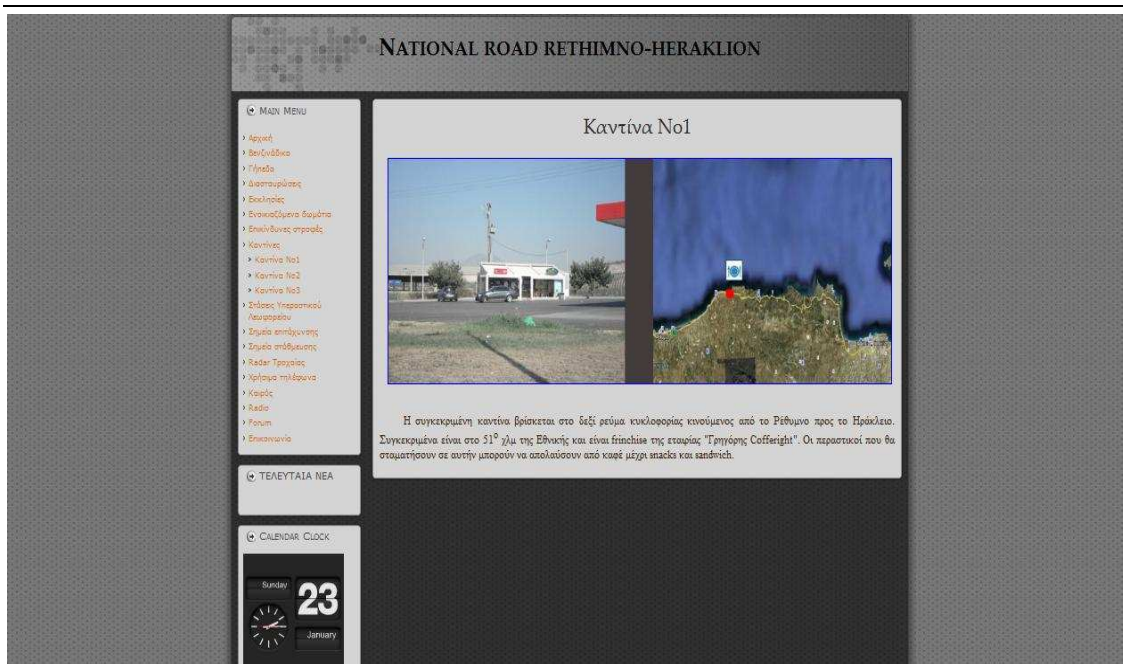 NATIONAL ROAD RETHIMNO-HERAKLION
MAIN MENU
Αρχική
Βενζινάδικα
Γήπεδα
Διασταυρώσεις
Εκκλησίες
Ενοικιαζόμενα δωμάτια
Επικίνδυνες στροφές
Καντίνες
Καντίνα Νο1
Καντίνα Νο2
Καντίνα Νο3
Στάσεις Υπεραστικού
Λεωφορείου
Σημεία επιτάχυνσης
Σημεία στάθμευσης
Radar Τροχαίας
Χρήσιμα τηλέφωνα
Καιρός
Radio
Forum
Επικοινωνία
ΤΕΛΕΥΤΑΙΑ ΝΕΑ
CALENDAR CLOCK
Sunday
23
January
Καντίνα Νο1
Η συγκεκριμένη καντίνα βρίσκεται στο δεξί ρεύμα κυκλοφορίας κινούμενος από το Ρέθυμνο προς το Ηράκλειο.
Συγκεκριμένα είναι στο 51⁰ χλμ της Εθνικής και είναι frinchise της εταιρίας "Γρηγόρης Cofferight". Οι περαστικοί που θα
σταματήσουν σε αυτήν μπορούν να απολαύσουν από καφέ μέχρι snacks και sandwich.